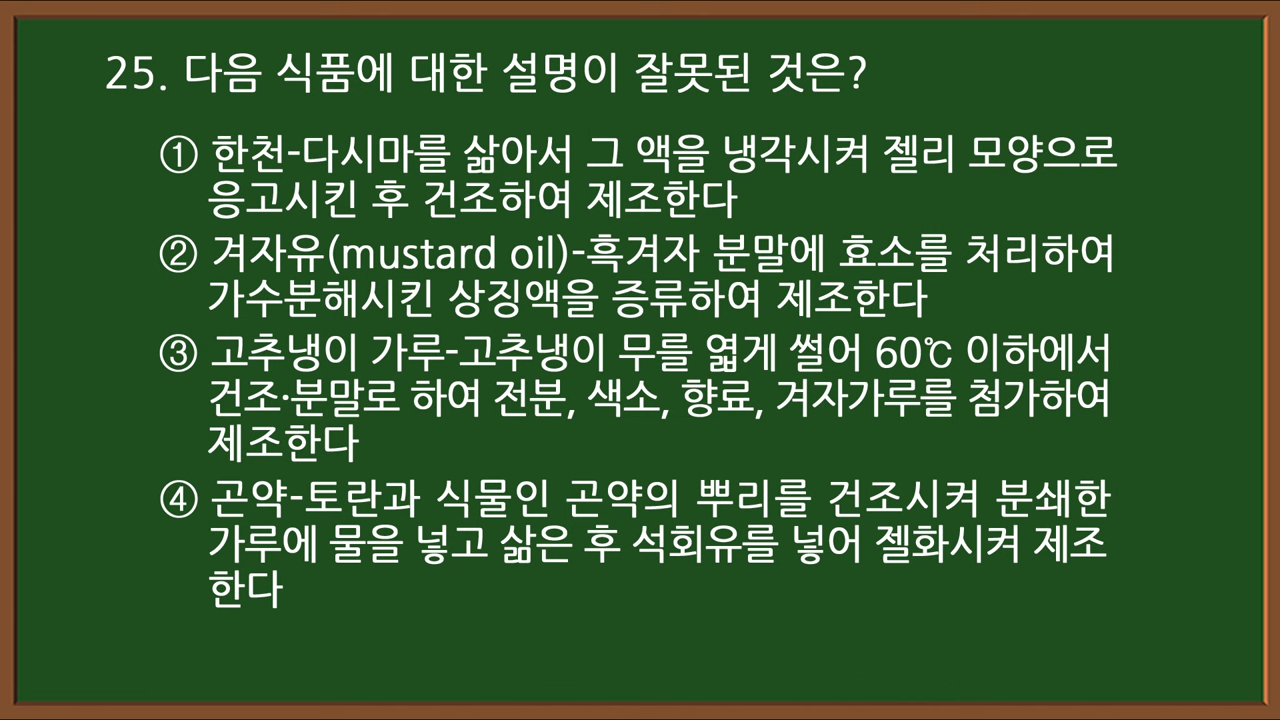 25. 다음 식품에 대한 설명이 잘못된 것은?
① 한천-다시마를 삶아서 그 액을 냉각시켜 젤리 모양으로
응고시킨 후 건조하여 제조한다
② 겨자유(mustard oil)-흑겨자 분말에 효소를 처리하여
가수분해시킨 상징액을 증류하여 제조한다
③ 고추냉이 가루-고추냉이 무를 엷게 썰어 60℃ 이하에서
건조·분말로 하여 전분, 색소, 향료, 겨자가루를 첨가하여
제조한다
④ 곤약-토란과 식물인 곤약의 뿌리를 건조시켜 분쇄한
가루에 물을 넣고 삶은 후 석회유를 넣어 젤화시켜 제조
한다